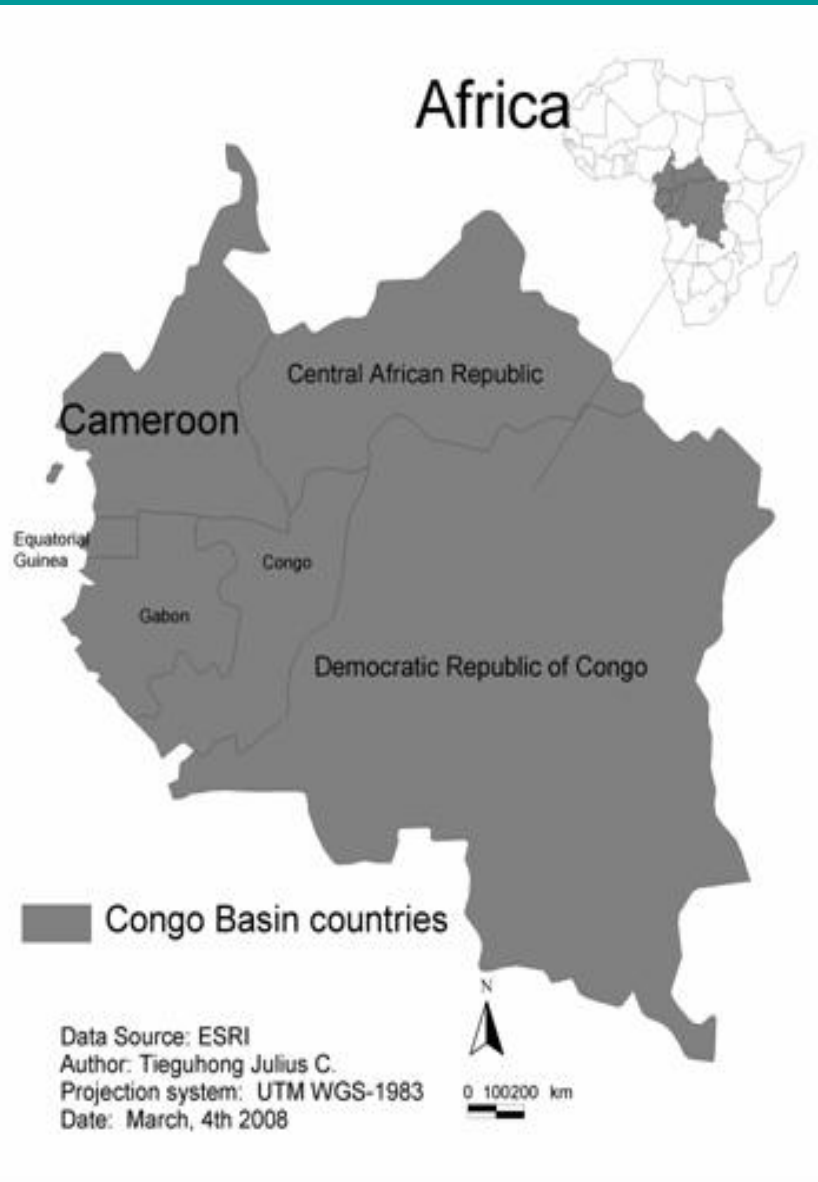 Africa
Central African Republic
Cameroon
Equatorial
Guinea
Congo
Gabon
Democratic Republic of Congo
Congo Basin countries
N
Data Source: ESRI
Author: Tieguhong Julius C.
Projection system: UTM WGS-1983
Date: March, 4th 2008
0 100200 km